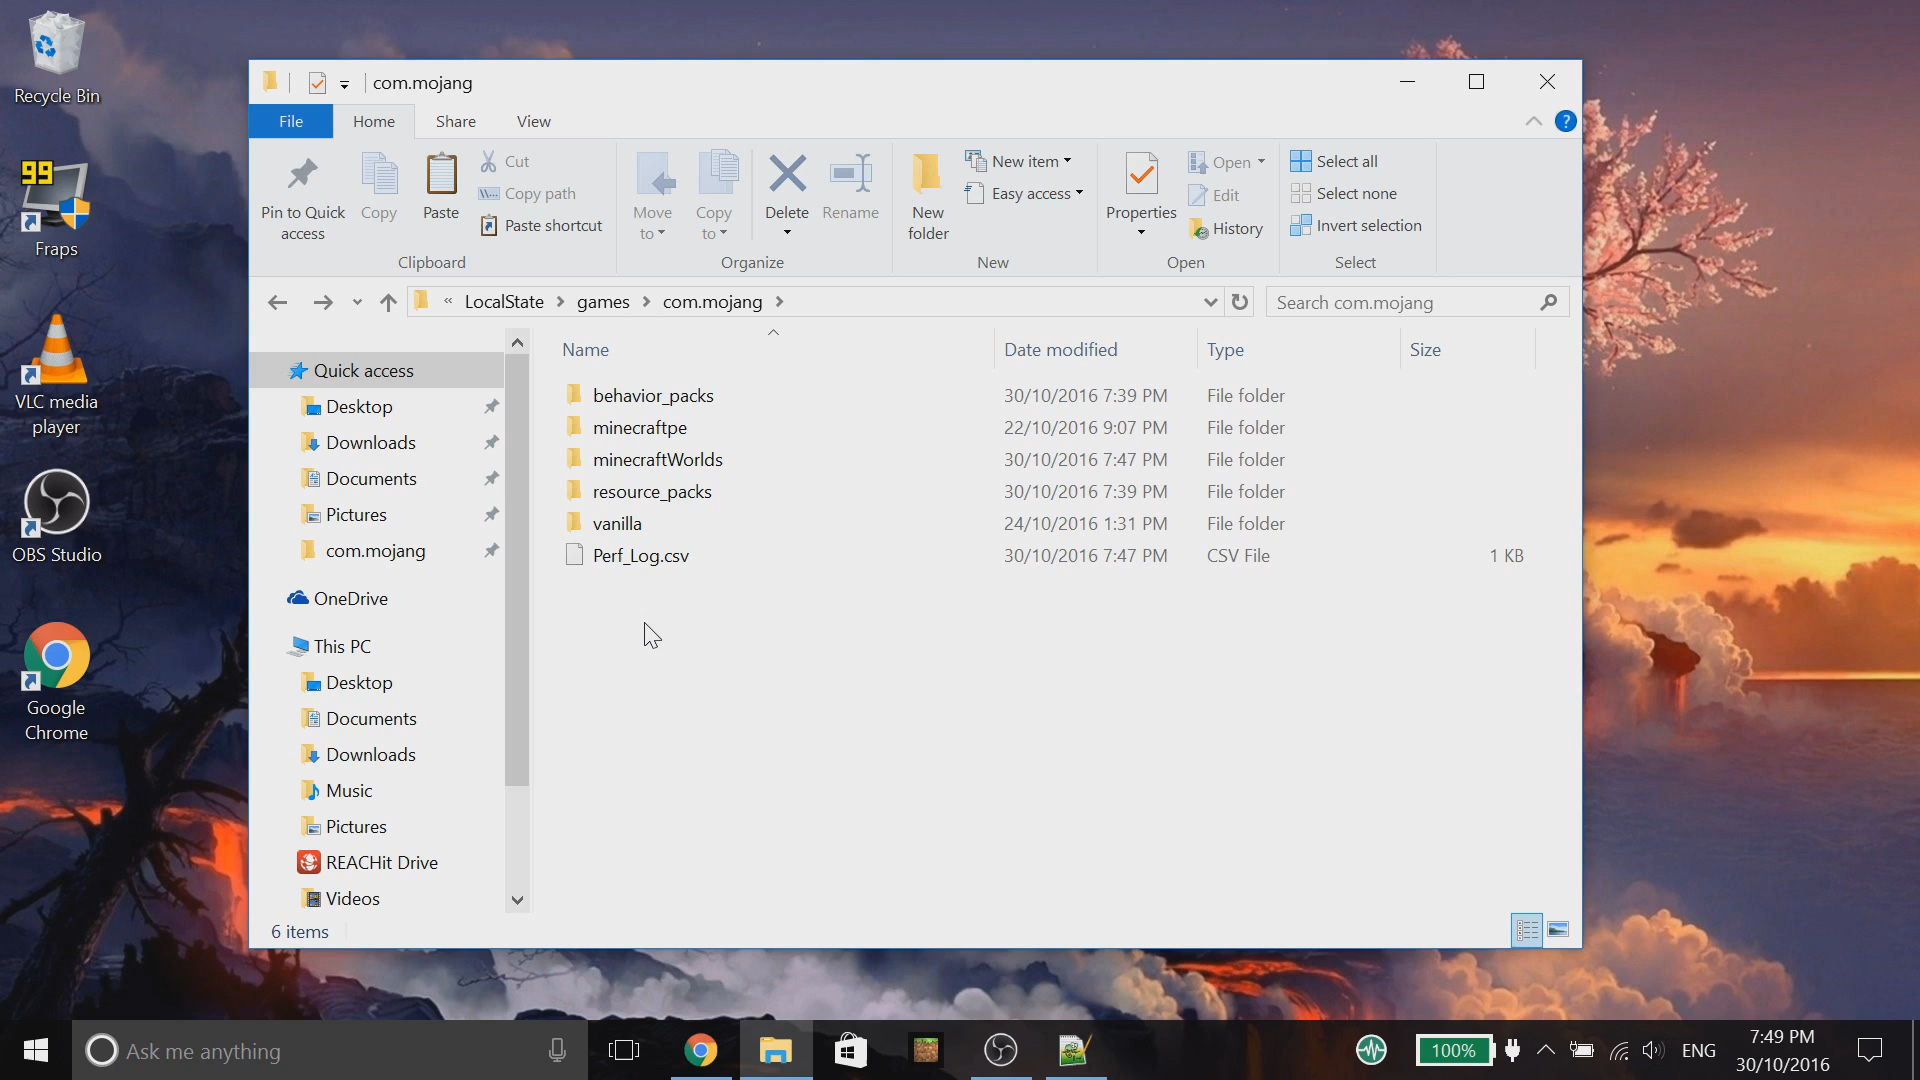 Recycle Bin
99
Fraps
VLC media
player
OBS Studio
Google
Chrome
com.mojang
File
Home
Share
View
?
Pin to Quick
access
Copy
Paste
Cut
Copy path
Paste shortcut
Clipboard
Move
to
Copy
to
Delete
Rename
Organize
New
folder
New item
Easy access
New
Properties
Open
Edit
History
Open
Select all
Select none
Invert selection
Select
« LocalState > games > com.mojang >
Search com.mojang
Name
Date modified
Type
Size
behavior_packs 30/10/2016 7:39 PM File folder
minecraftpe 22/10/2016 9:07 PM File folder
minecraftWorlds 30/10/2016 7:47 PM File folder
resource_packs 30/10/2016 7:39 PM File folder
vanilla 24/10/2016 1:31 PM File folder
Perf_Log.csv 30/10/2016 7:47 PM CSV File 1 KB
Quick access
Desktop
Downloads
Documents
Pictures
com.mojang
OneDrive
This PC
Desktop
Documents
Downloads
Music
Pictures
REACHit Drive
Videos
6 items
Ask me anything
100%
ENG
7:49 PM
30/10/2016